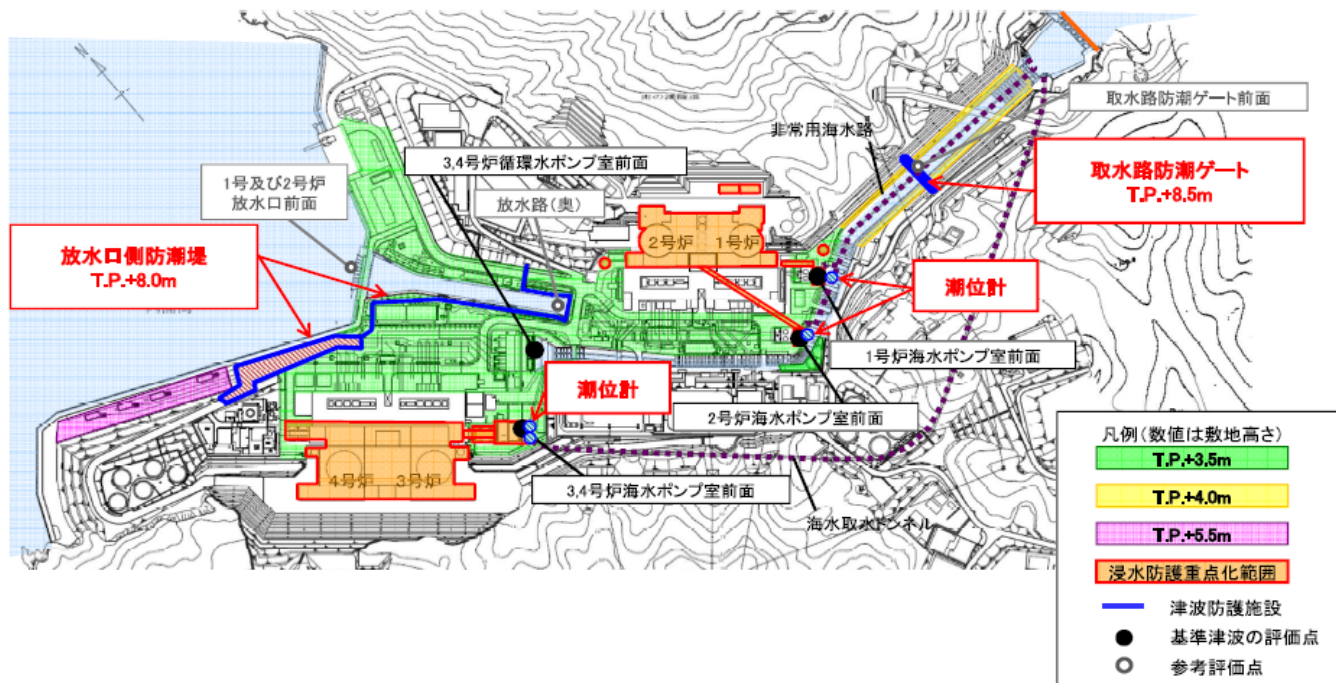 取水路防潮ゲート前面
非常用海水路
3,4号炉循環水ポンプ室前面
取水路防潮ゲート
T.P.+8.5m
1号及び2号炉
放水口前面
放水路(奥)
放水口側防潮堤
T.P.+8.0m
2号炉
1号炉
潮位計
1号炉海水ポンプ室前面
潮位計
2号炉海水ポンプ室前面
4号炉
3号炉
3,4号炉海水ポンプ室前面
海水取水トンネル
凡例(数値は敷地高さ)
T.P.+3.5m
T.P.+4.0m
T.P.+5.5m
浸水防護重点化範囲
津波防護施設
基準津波の評価点
参考評価点